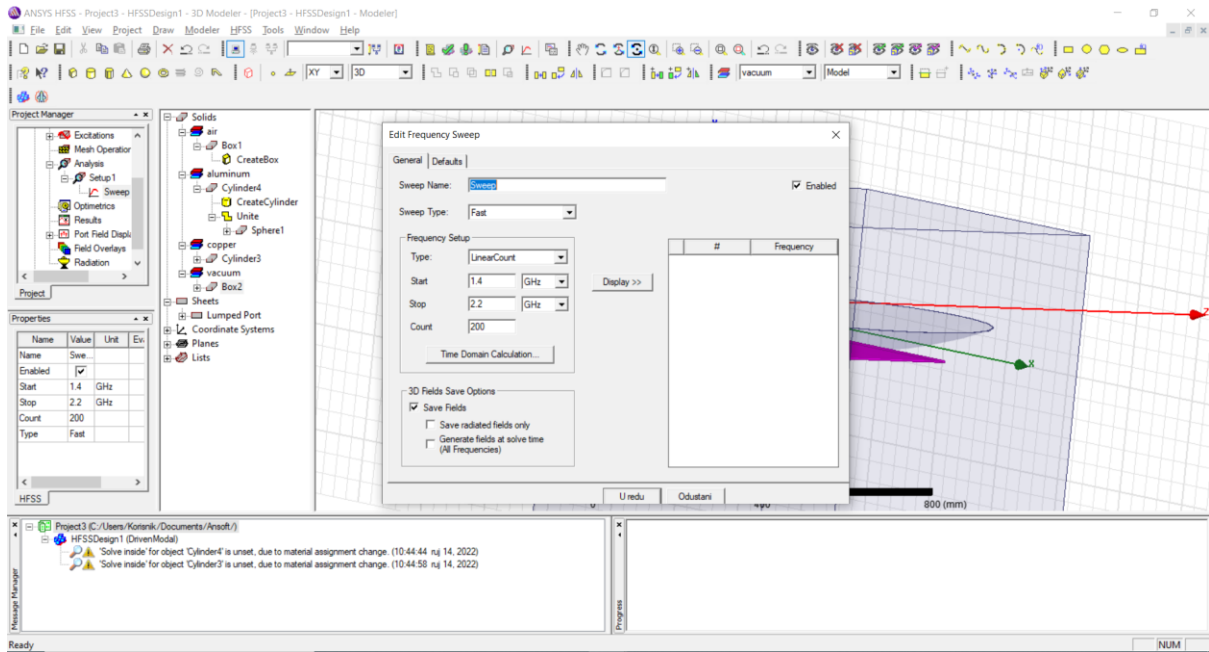 ANSYS HFSS - Project3 - HFSSDesign1 - 3D Modeler - [Project3 - HFSSDesign1 - Modeler]
File Edit View Project Draw Modeler HFSS Tools Window Help
XY 3D vacuum Model
Project Manager
Excitations
Mesh Operatior
Analysis
Setup1
Sweep
Optimetrics
Results
Port Field Displa
Field Overlays
Radiation
Project
Properties
Name Value Unit Eva
Name Swe...
Enabled
Start 1.4 GHz
Stop 2.2 GHz
Count 200
Type Fast
HFSS
Solids
air
Box1
CreateBox
aluminum
Cylinder4
CreateCylinder
Unite
Sphere1
copper
Cylinder3
vacuum
Box2
Sheets
Lumped Port
Coordinate Systems
Planes
Lists
Edit Frequency Sweep
General Defaults
Sweep Name: Sweep Enabled
Sweep Type: Fast
Frequency Setup
Type: LinearCount
Start 1.4 GHz
Stop 2.2 GHz
Count 200
Time Domain Calculation...
Display >>
# Frequency
3D Fields Save Options
Save Fields
Save radiated fields only
Generate fields at solve time
(All Frequencies)
U redu Odustani
Z
X
0 400 800 (mm)
Project3 (C:/Users/Korisnik/Documents/Ansoft/)
HFSSDesign1 (DrivenModal)
'Solve inside' for object 'Cylinder4' is unset, due to material assignment change. (10:44:44 ruj 14, 2022)
'Solve inside' for object 'Cylinder3' is unset, due to material assignment change. (10:44:58 ruj 14, 2022)
Message Manager
Progress
Ready
NUM